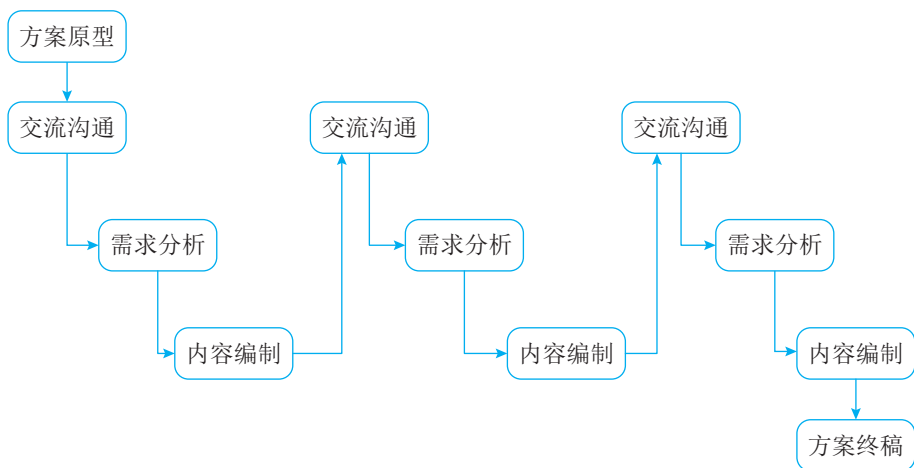 方案原型
交流沟通
交流沟通
交流沟通
需求分析
需求分析
需求分析
内容编制
内容编制
内容编制
方案终稿